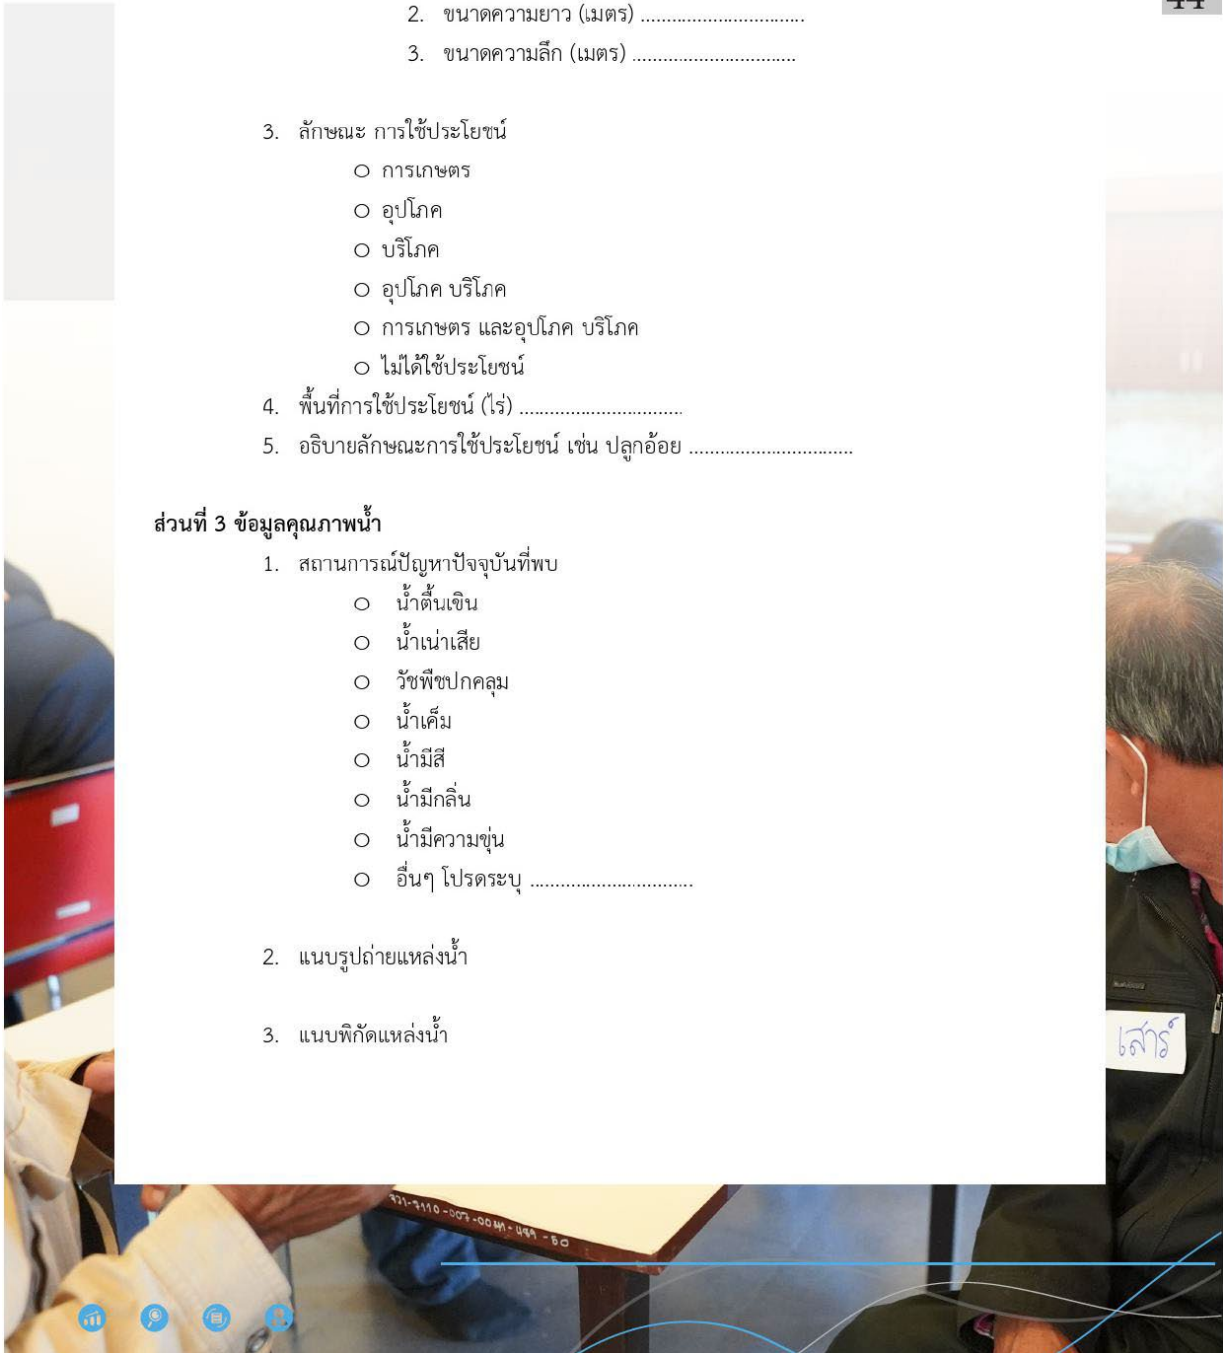 44
2. ขนาดความยาว (เมตร) ................................
3. ขนาดความลึก (เมตร) ................................
3. ลักษณะ การใช้ประโยชน์
○ การเกษตร
○ อุปโภค
○ บริโภค
○ อุปโภค บริโภค
○ การเกษตร และอุปโภค บริโภค
○ ไม่ได้ใช้ประโยชน์
4. พื้นที่การใช้ประโยชน์ (ไร่) ................................
5. อธิบายลักษณะการใช้ประโยชน์ เช่น ปลูกอ้อย ................................
ส่วนที่ 3 ข้อมูลคุณภาพน้ำ
1. สถานการณ์ปัญหาปัจจุบันที่พบ
○ น้ำตื้นเขิน
○ น้ำเน่าเสีย
○ วัชพืชปกคลุม
○ น้ำเค็ม
○ น้ำมีสี
○ น้ำมีกลิ่น
○ น้ำมีความขุ่น
○ อื่นๆ โปรดระบุ ................................
2. แนบรูปถ่ายแหล่งน้ำ
3. แนบพิกัดแหล่งน้ำ
เสาร์